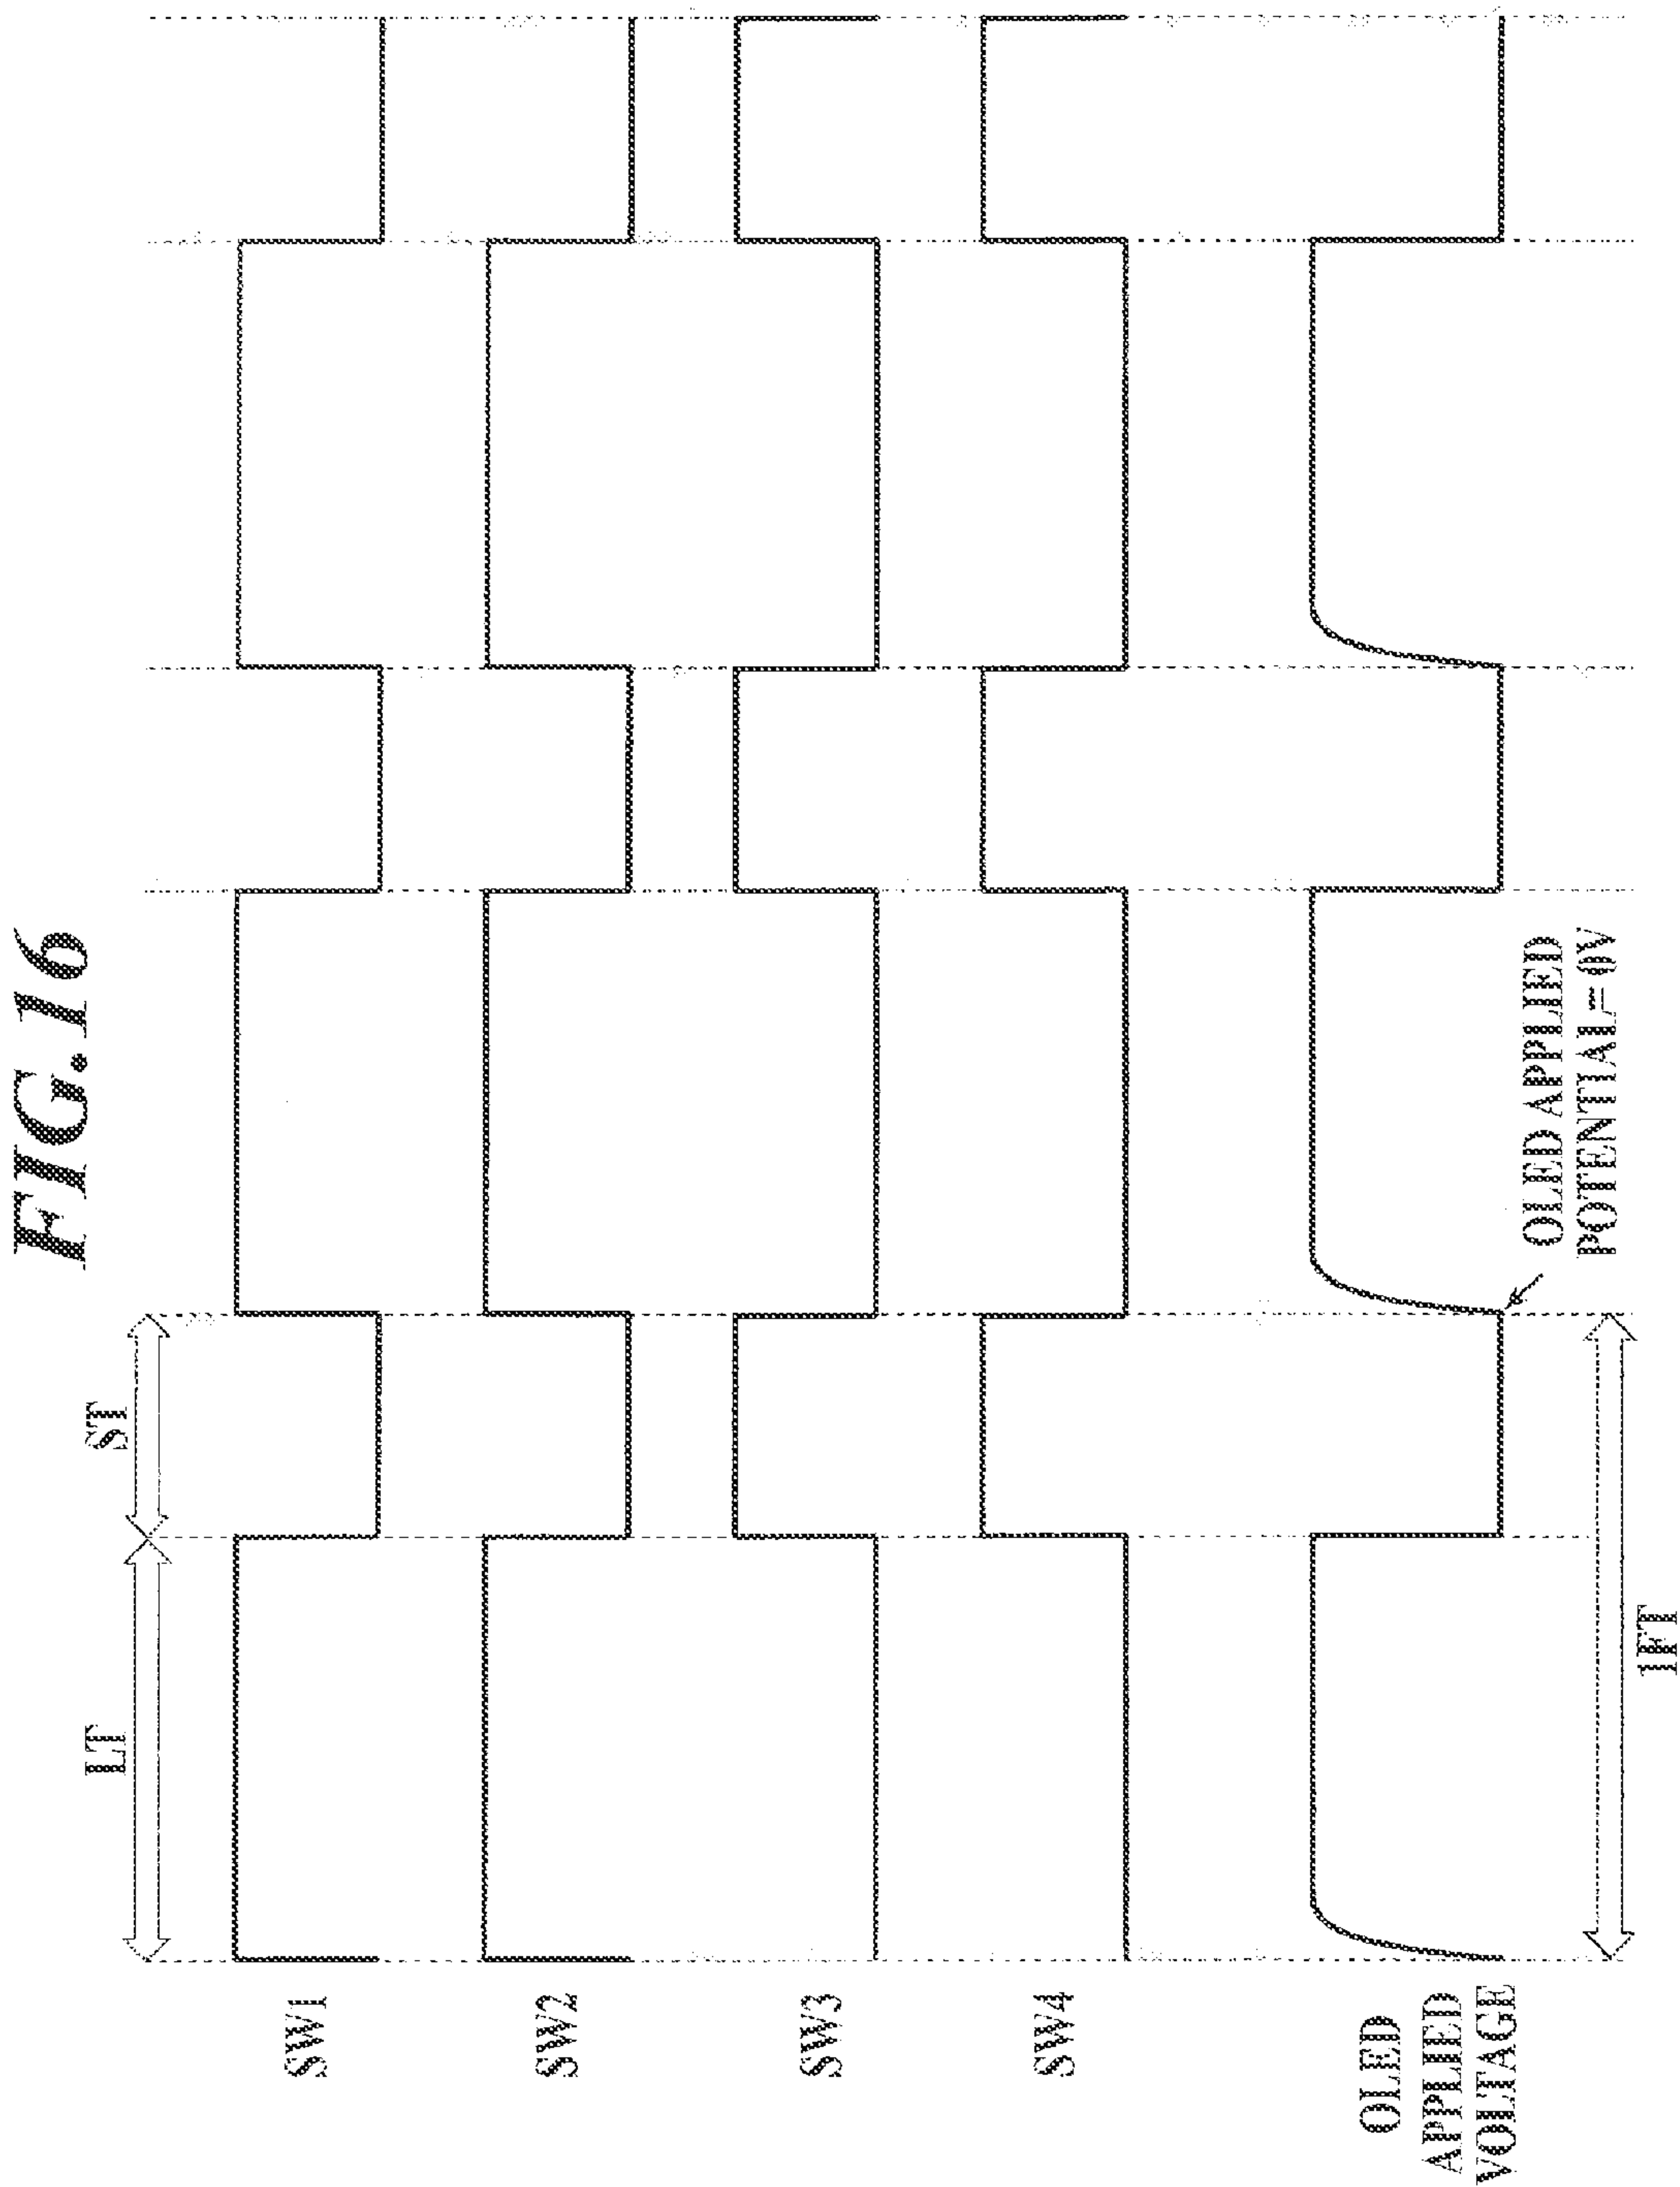 FIG.16
LT
ST
SW1
SW2
SW3
SW4
OLED
APPLIED
VOLTAGE
OLED APPLIED
POTENTIAL=0V
1FT